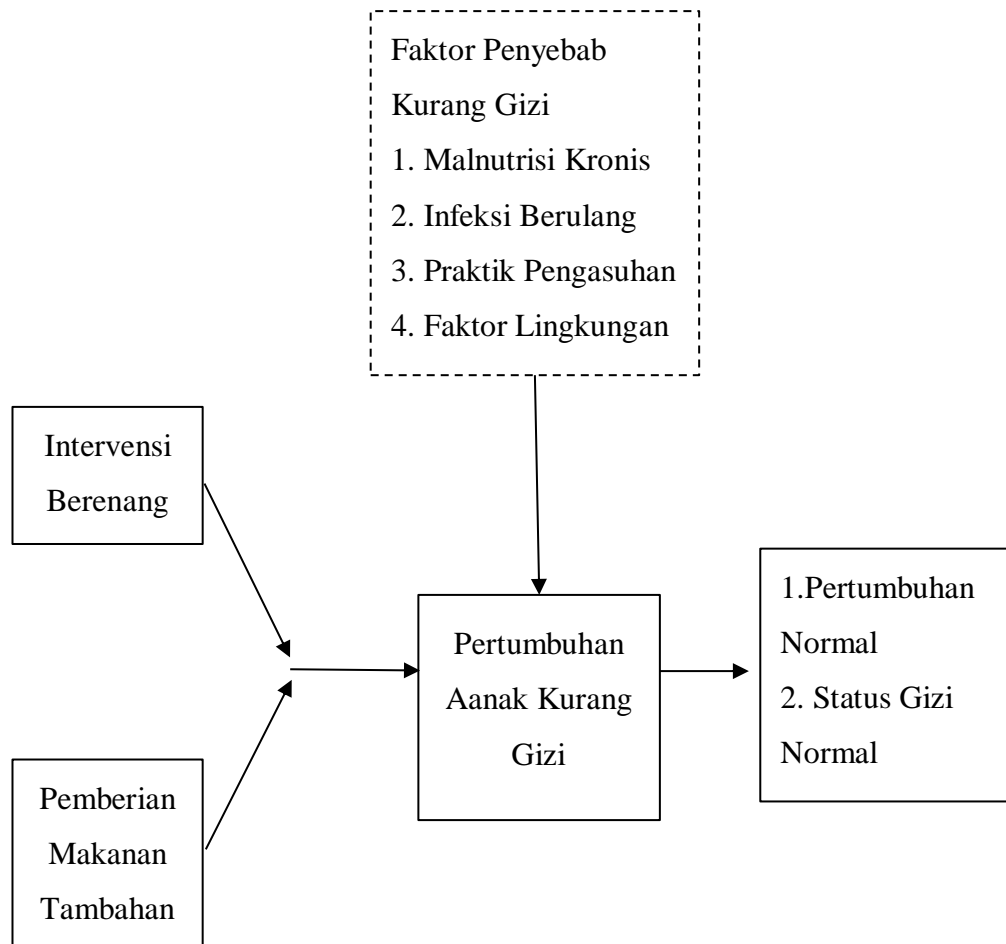 Faktor Penyebab
Kurang Gizi
1. Malnutrisi Kronis
2. Infeksi Berulang
3. Praktik Pengasuhan
4. Faktor Lingkungan
Intervensi
Berenang
Pemberian
Makanan
Tambahan
Pertumbuhan
Aanak Kurang
Gizi
1.Pertumbuhan
Normal
2. Status Gizi
Normal